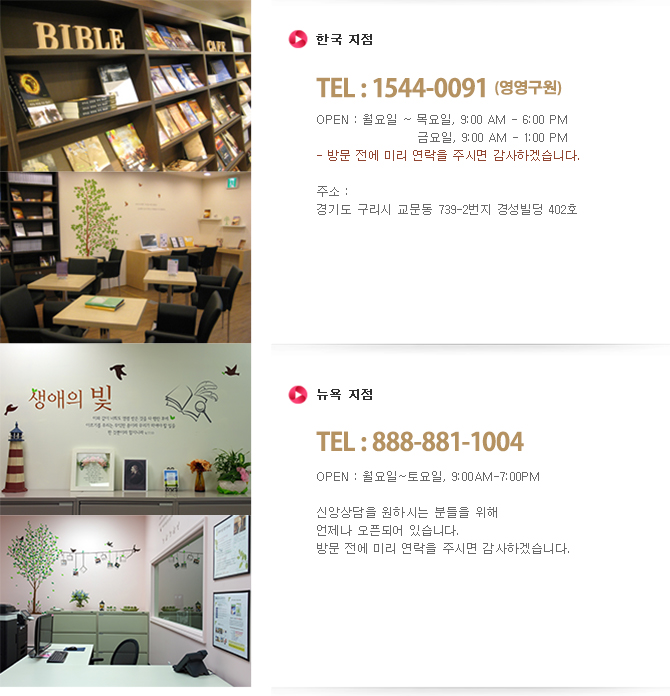 BIBLE
CAFE
한국 지점
TEL : 1544-0091 (영영구원)
OPEN : 월요일 ~ 목요일, 9:00 AM - 6:00 PM
금요일, 9:00 AM - 1:00 PM
- 방문 전에 미리 연락을 주시면 감사하겠습니다.
주소 :
경기도 구리시 교문동 739-2번지 경성빌딩 402호
생애의 빛
뉴욕 지점
TEL : 888-881-1004
OPEN : 월요일~토요일, 9:00AM-7:00PM
신앙상담을 원하시는 분들을 위해
언제나 오픈되어 있습니다.
방문 전에 미리 연락을 주시면 감사하겠습니다.